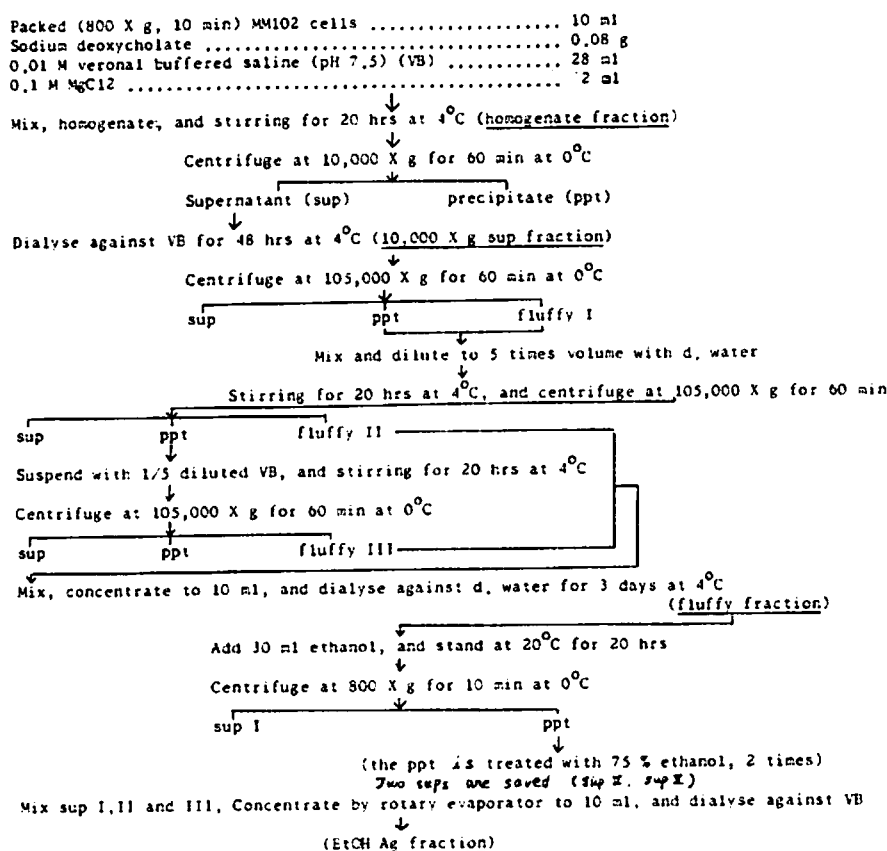 Packed (800 X g, 10 min) MM102 cells .................... 10 ml
Sodium deoxycholate .................................... 0.08 g
0.01 M veronal buffered saline (pH 7.5) (VB) ........... 28 ml
0.1 M MgCl2 ............................................ 2 ml
Mix, homogenate, and stirring for 20 hrs at 4°C (homogenate fraction)
Centrifuge at 10,000 X g for 60 min at 0°C
Supernatant (sup) precipitate (ppt)
Dialyse against VB for 48 hrs at 4°C (10,000 X g sup fraction)
Centrifuge at 105,000 X g for 60 min at 0°C
sup ppt fluffy I
Mix and dilute to 5 times volume with d. water
Stirring for 20 hrs at 4°C, and centrifuge at 105,000 X g for 60 min
sup ppt fluffy II
Suspend with 1/5 diluted VB, and stirring for 20 hrs at 4°C
Centrifuge at 105,000 X g for 60 min at 0°C
sup ppt fluffy III
Mix, concentrate to 10 ml, and dialyse against d. water for 3 days at 4°C
(fluffy fraction)
Add 30 ml ethanol, and stand at 20°C for 20 hrs
Centrifuge at 800 X g for 10 min at 0°C
sup I ppt
(the ppt is treated with 75 % ethanol, 2 times)
Two sups are saved (sup II. sup III)
Mix sup I,II and III, Concentrate by rotary evaporator to 10 ml, and dialyse against VB
(EtOH Ag fraction)